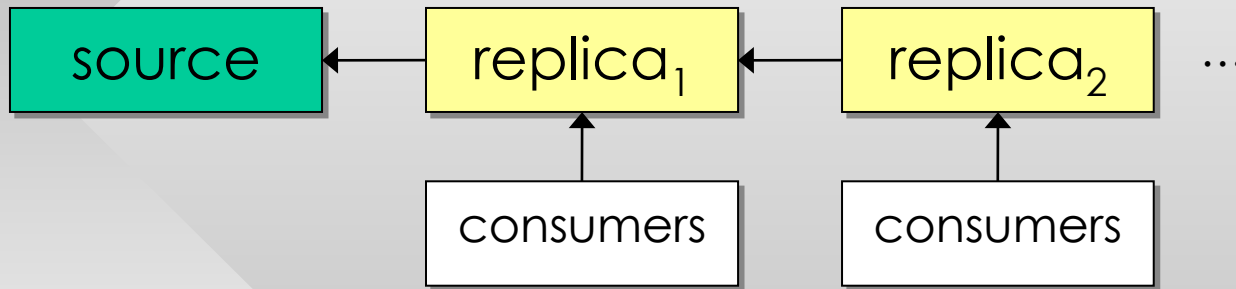 source replica₁ replica₂ …
consumers consumers